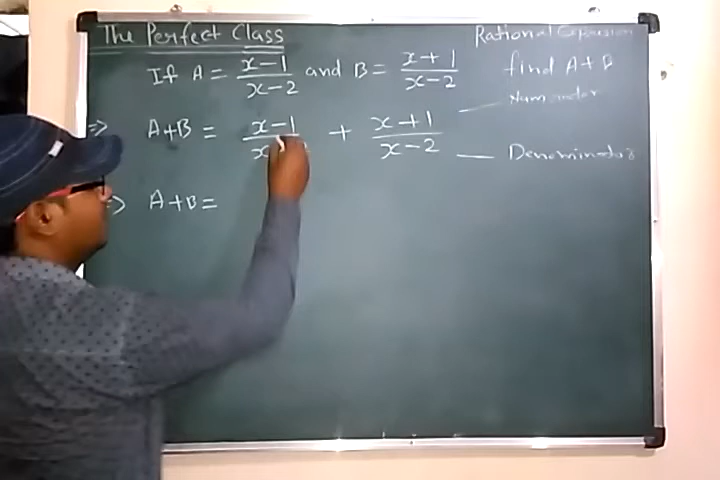 The Perfect Class
Rational Expression
If A = x-1/x-2 and B = x+1/x-2 find A+B
Numerator
⇒ A+B = x-1/x + x+1/x-2
Denominator
⇒ A+B =